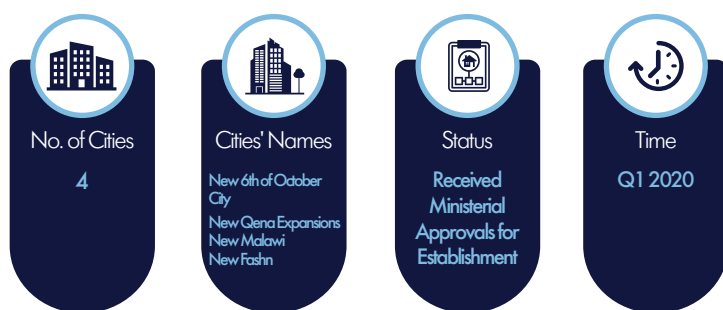 No. of Cities
4
Cities' Names
New 6th of October
City
New Qena Expansions
New Malawi
New Fashn
Status
Received
Ministerial
Approvals for
Establishment
Time
Q1 2020